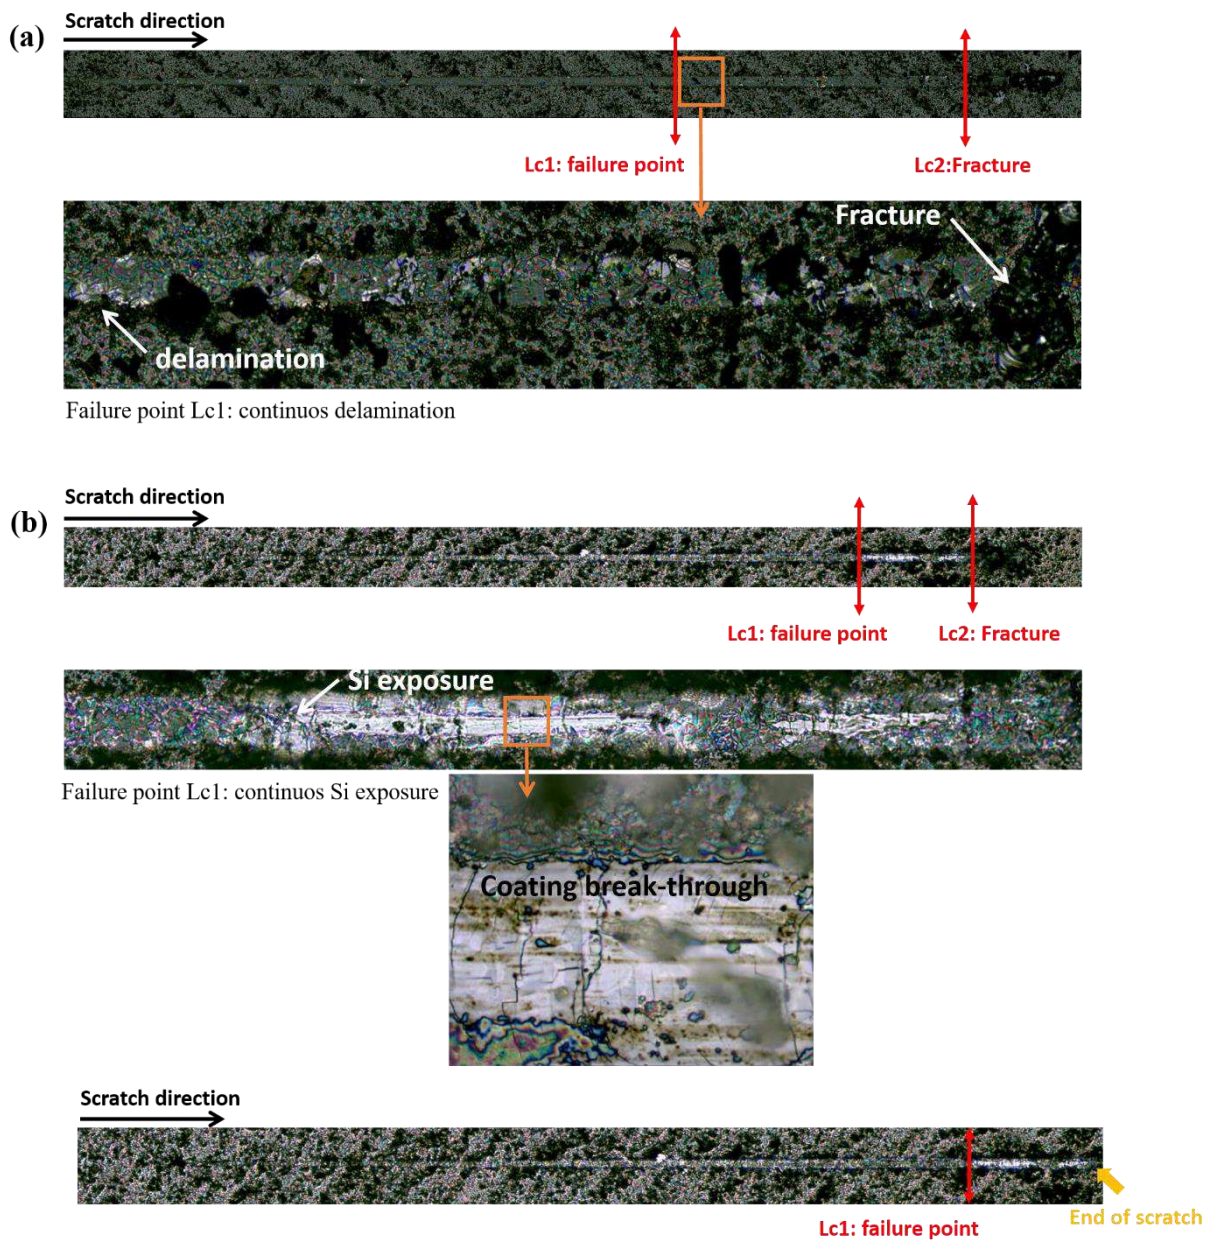 (a)
Scratch direction
Lc1: failure point
Lc2:Fracture
Fracture
delamination
Failure point Lc1: continuos delamination
(b)
Scratch direction
Lc1: failure point
Lc2: Fracture
Si exposure
Failure point Lc1: continuos Si exposure
Coating break-through
Scratch direction
Lc1: failure point
End of scratch